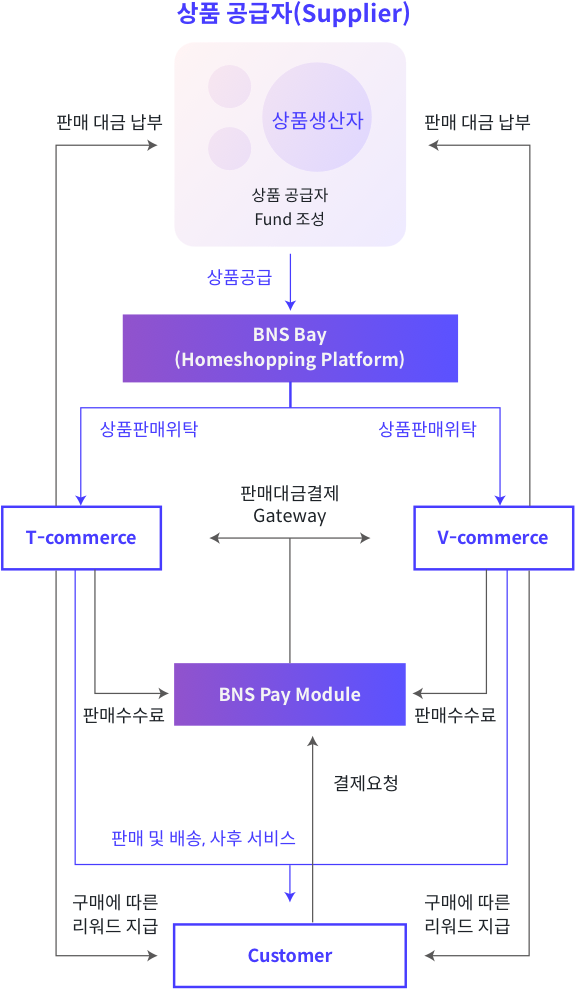 상품 공급자(Supplier)
상품생산자
판매 대금 납부
판매 대금 납부
상품 공급자
Fund 조성
상품공급
BNS Bay
(Homeshopping Platform)
상품판매위탁
상품판매위탁
판매대금결제
Gateway
T-commerce
V-commerce
BNS Pay Module
판매수수료
판매수수료
결제요청
판매 및 배송, 사후 서비스
구매에 따른
리워드 지급
구매에 따른
리워드 지급
Customer